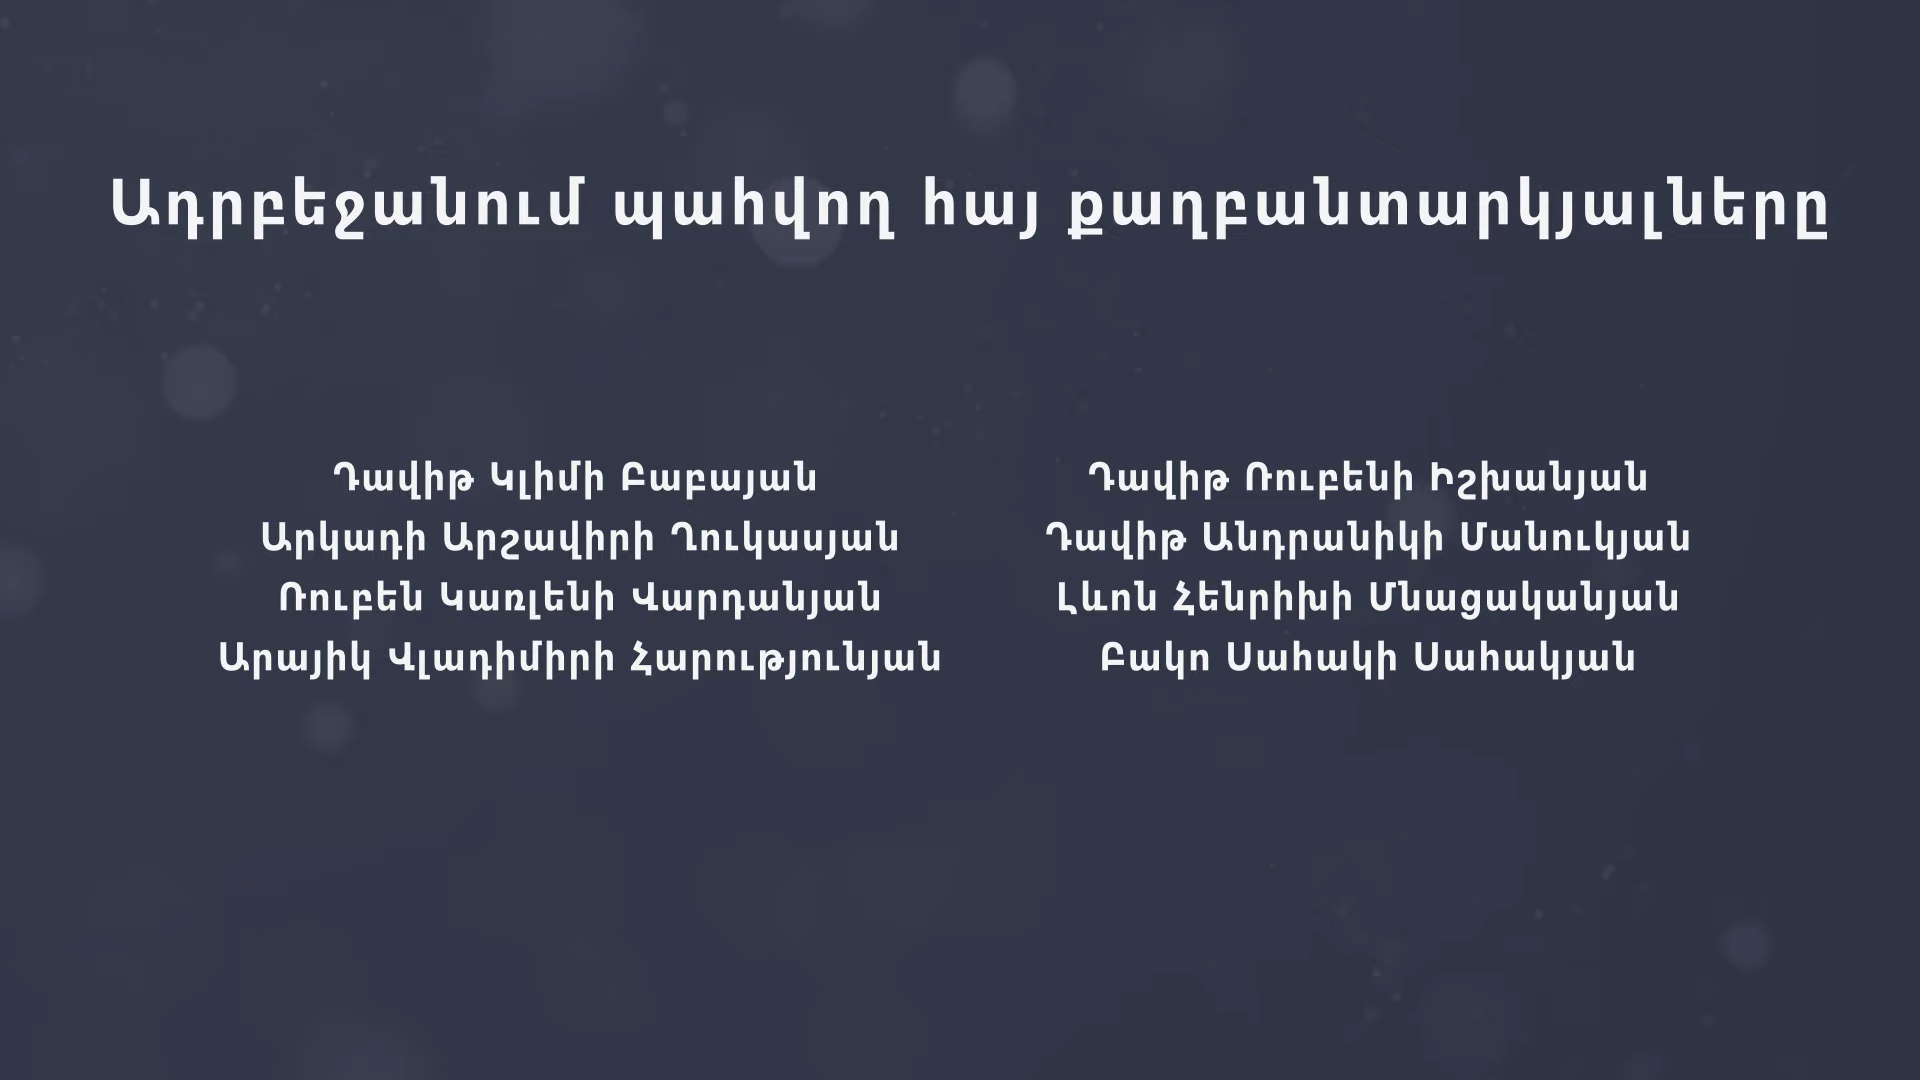 Ադրբեջանում պահվող հայ քաղբանտարկյալները
Դավիթ Կլիմի Բաբայան
Արկադի Արշավիրի Ղուկասյան
Ռուբեն Կառլենի Վարդանյան
Արայիկ Վլադիմիրի Հարությունյան
Դավիթ Ռուբենի Իշխանյան
Դավիթ Անդրանիկի Մանուկյան
Լևոն Հենրիխի Մնացականյան
Բակո Սահակի Սահակյան